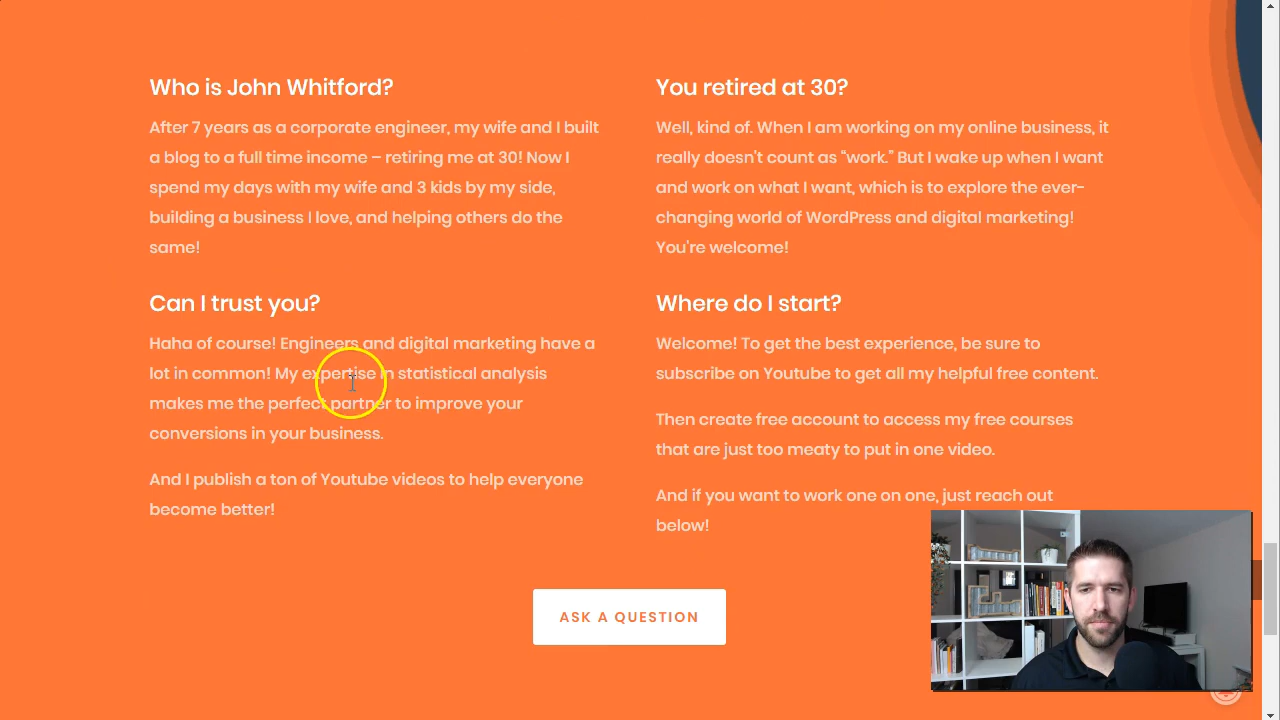 Who is John Whitford?
After 7 years as a corporate engineer, my wife and I built
a blog to a full time income – retiring me at 30! Now I
spend my days with my wife and 3 kids by my side,
building a business I love, and helping others do the
same!
You retired at 30?
Well, kind of. When I am working on my online business, it
really doesn't count as “work.” But I wake up when I want
and work on what I want, which is to explore the ever-
changing world of WordPress and digital marketing!
You're welcome!
Can I trust you?
Haha of course! Engineers and digital marketing have a
lot in common! My expertise in statistical analysis
makes me the perfect partner to improve your
conversions in your business.
And I publish a ton of Youtube videos to help everyone
become better!
Where do I start?
Welcome! To get the best experience, be sure to
subscribe on Youtube to get all my helpful free content.
Then create free account to access my free courses
that are just too meaty to put in one video.
And if you want to work one on one, just reach out
below!
ASK A QUESTION